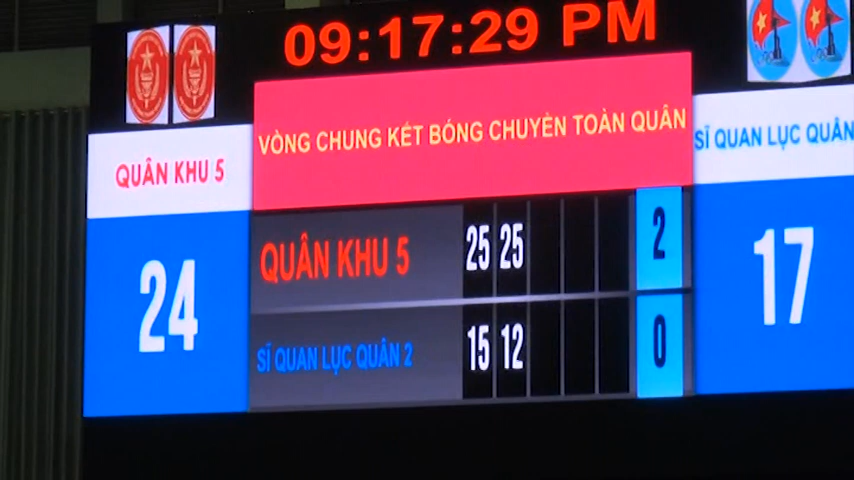 09:17:29 PM
VÒNG CHUNG KẾT BÓNG CHUYỀN TOÀN QUÂN
QUÂN KHU 5
24
SĨ QUAN LỤC QUÂN
17
QUÂN KHU 5 25 25 2
SĨ QUAN LỤC QUÂN 2 15 12 0